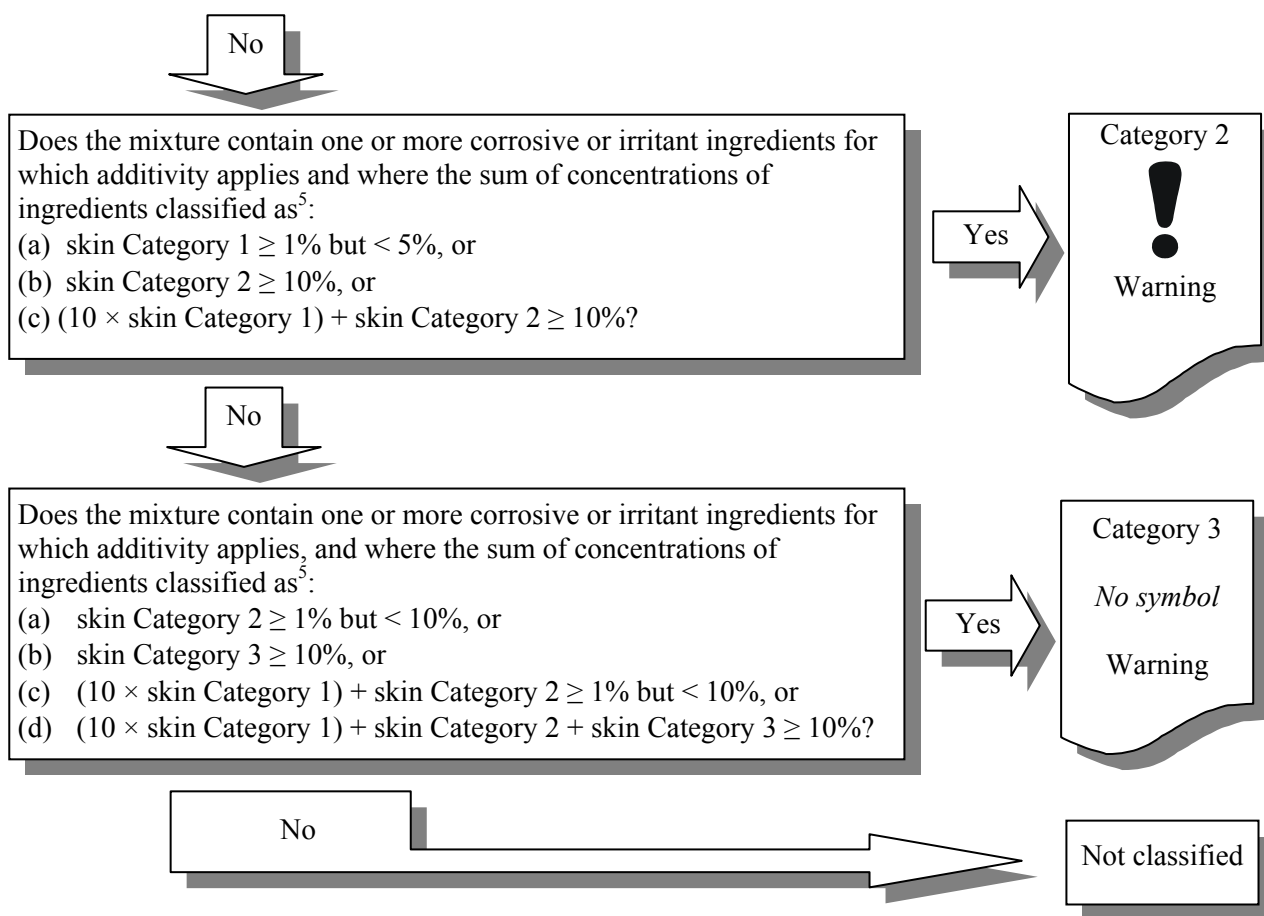 No
Does the mixture contain one or more corrosive or irritant ingredients for
which additivity applies and where the sum of concentrations of
ingredients classified as⁵:
(a) skin Category 1 ≥ 1% but < 5%, or
(b) skin Category 2 ≥ 10%, or
(c) (10 × skin Category 1) + skin Category 2 ≥ 10%?
Yes
Category 2
!
Warning
No
Does the mixture contain one or more corrosive or irritant ingredients for
which additivity applies, and where the sum of concentrations of
ingredients classified as⁵:
(a) skin Category 2 ≥ 1% but < 10%, or
(b) skin Category 3 ≥ 10%, or
(c) (10 × skin Category 1) + skin Category 2 ≥ 1% but < 10%, or
(d) (10 × skin Category 1) + skin Category 2 + skin Category 3 ≥ 10%?
Yes
Category 3
No symbol
Warning
No
Not classified